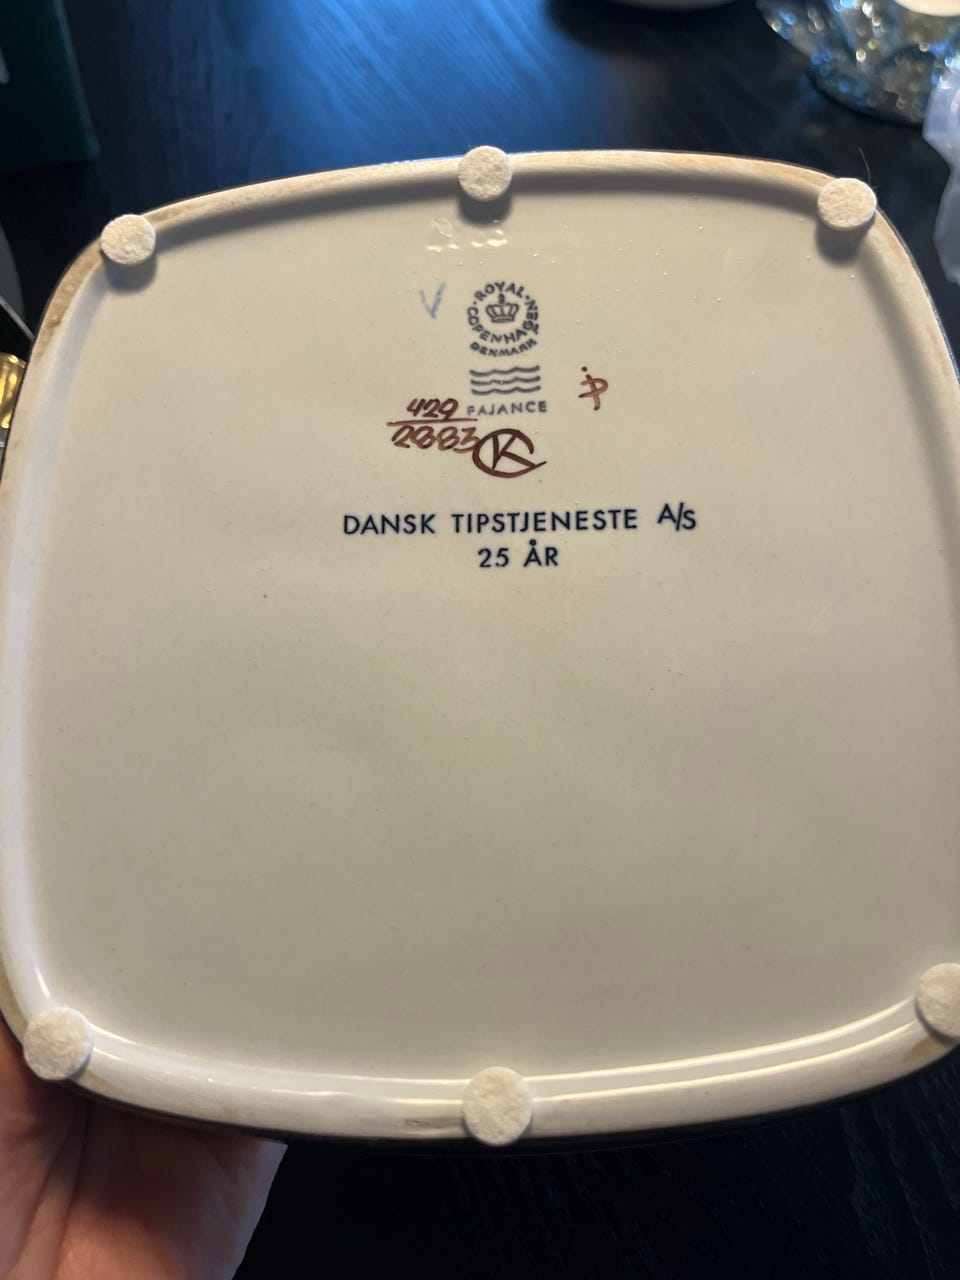 ROYAL
COPENHAGEN
DENMARK
FAJANCE
429
2883
DANSK TIPSTJENESTE A/S
25 ÅR